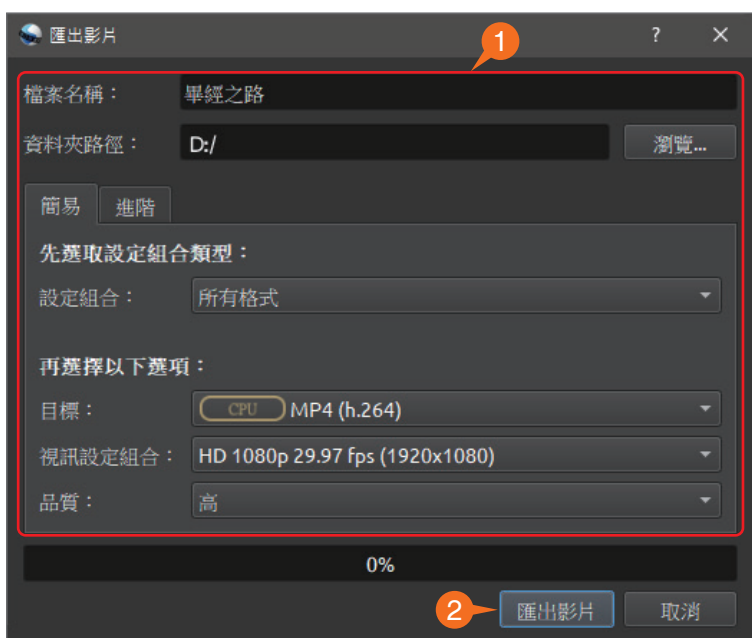 匯出影片 ? ×
1
檔案名稱： 畢經之路
資料夾路徑： D:/ 瀏覽...
簡易 進階
先選取設定組合類型：
設定組合： 所有格式
再選擇以下選項：
目標： CPU MP4 (h.264)
視訊設定組合： HD 1080p 29.97 fps (1920x1080)
品質： 高
0%
2 匯出影片 取消